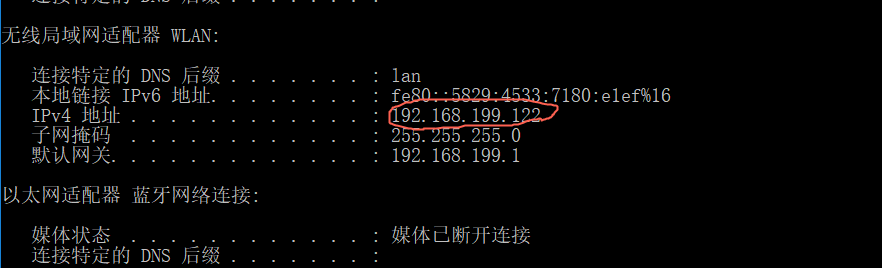 无线局域网适配器 WLAN:
连接特定的 DNS 后缀 . . . . . . . : lan
本地链接 IPv6 地址. . . . . . . . : fe80::5829:4533:7180:e1ef%16
IPv4 地址 . . . . . . . . . . . . : 192.168.199.122
子网掩码 . . . . . . . . . . . . : 255.255.255.0
默认网关. . . . . . . . . . . . . : 192.168.199.1
以太网适配器 蓝牙网络连接:
媒体状态 . . . . . . . . . . . . : 媒体已断开连接
连接特定的 DNS 后缀 . . . . . . . :